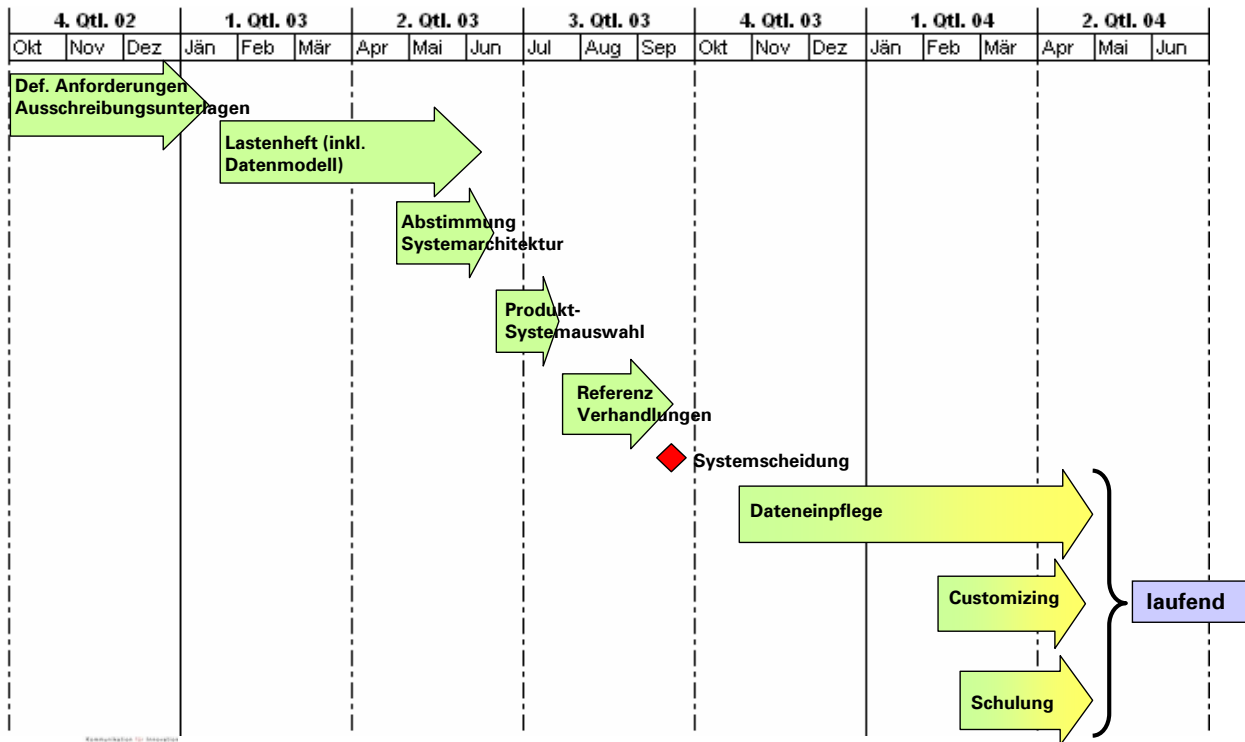 4. Qtl. 02 1. Qtl. 03 2. Qtl. 03 3. Qtl. 03 4. Qtl. 03 1. Qtl. 04 2. Qtl. 04
Okt Nov Dez Jän Feb Mär Apr Mai Jun Jul Aug Sep Okt Nov Dez Jän Feb Mär Apr Mai Jun
Def. Anforderungen
Ausschreibungsunterlagen
Lastenheft (inkl.
Datenmodell)
Abstimmung
Systemarchitektur
Produkt-
Systemauswahl
Referenz
Verhandlungen
Systemscheidung
Dateneinpflege
Customizing
laufend
Schulung
Kommunikation für Innovation